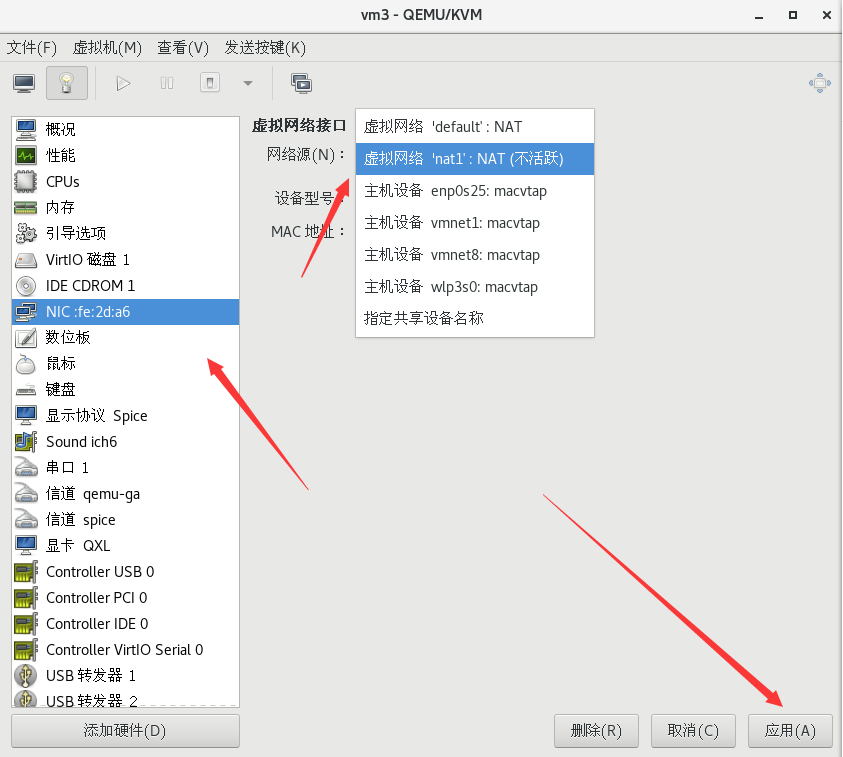 vm3 - QEMU/KVM
文件(F) 虚拟机(M) 查看(V) 发送按键(K)
概况
性能
CPUs
内存
引导选项
VirtIO 磁盘 1
IDE CDROM 1
NIC :fe:2d:a6
数位板
鼠标
键盘
显示协议 Spice
Sound ich6
串口 1
信道 qemu-ga
信道 spice
显卡 QXL
Controller USB 0
Controller PCI 0
Controller IDE 0
Controller VirtIO Serial 0
USB 转发器 1
USB 转发器 2
添加硬件(D)
虚拟网络接口
网络源(N)：
设备型号：
MAC 地址：
虚拟网络 'default' : NAT
虚拟网络 'nat1' : NAT (不活跃)
主机设备 enp0s25: macvtap
主机设备 vmnet1: macvtap
主机设备 vmnet8: macvtap
主机设备 wlp3s0: macvtap
指定共享设备名称
删除(R) 取消(C) 应用(A)